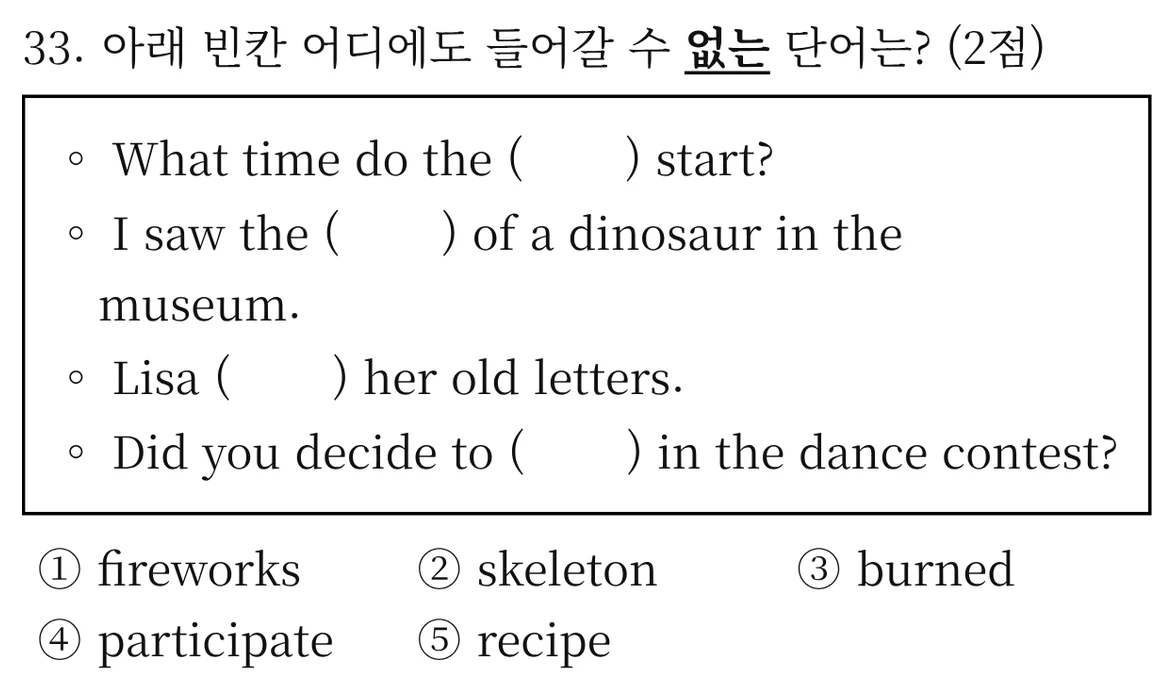 33. 아래 빈칸 어디에도 들어갈 수 없는 단어는? (2점)
◦ What time do the (      ) start?
◦ I saw the (      ) of a dinosaur in the
museum.
◦ Lisa (      ) her old letters.
◦ Did you decide to (      ) in the dance contest?
① fireworks ② skeleton ③ burned
④ participate ⑤ recipe